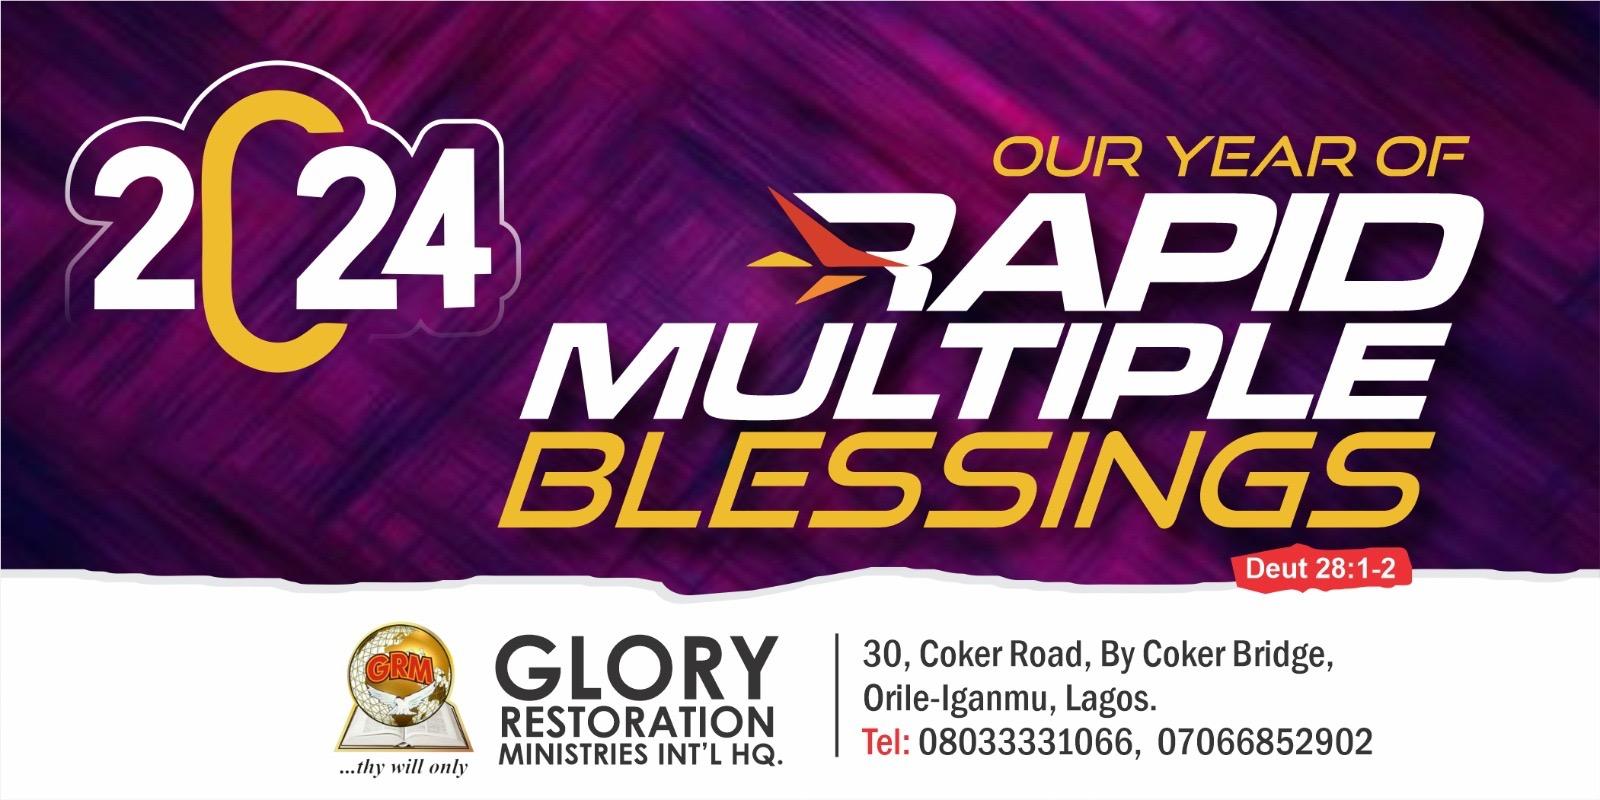 2024
OUR YEAR OF
RAPID
MULTIPLE
BLESSINGS
Deut 28:1-2
GRM
...thy will only
GLORY
RESTORATION
MINISTRIES INT'L HQ.
30, Coker Road, By Coker Bridge,
Orile-Iganmu, Lagos.
Tel: 08033331066, 07066852902